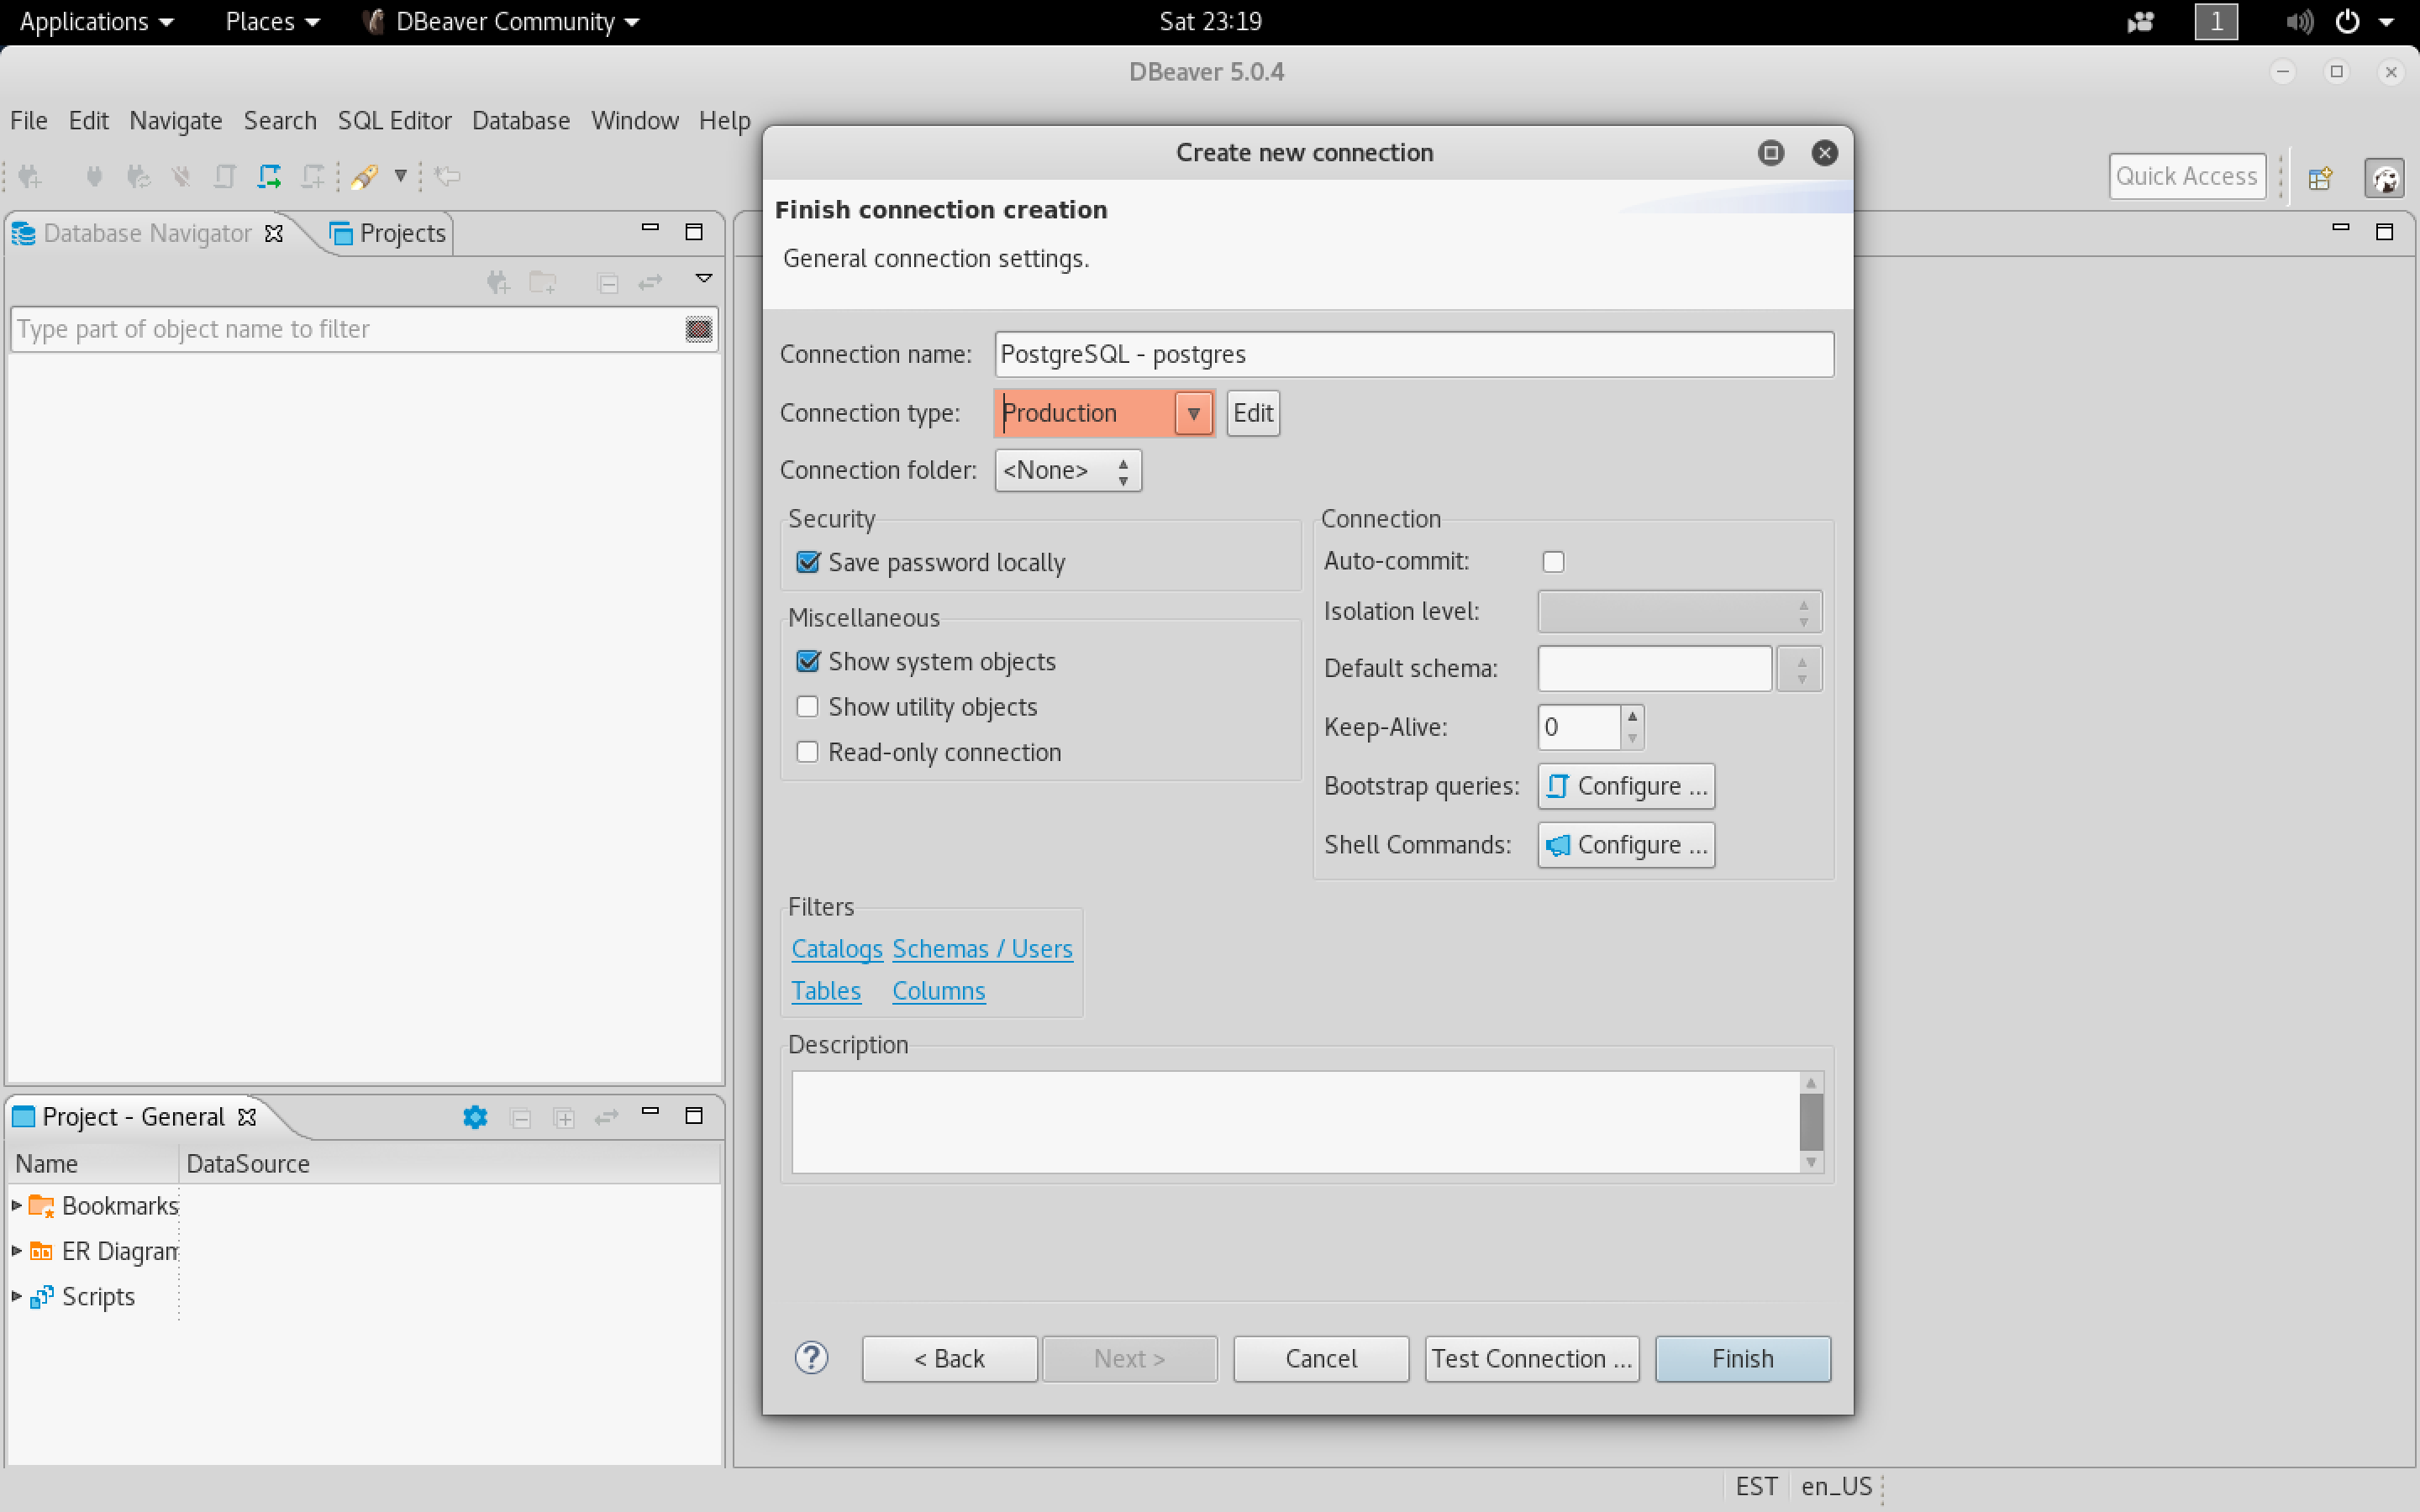 Applications Places DBeaver Community Sat 23:19 1
DBeaver 5.0.4
File Edit Navigate Search SQL Editor Database Window Help
Quick Access
Database Navigator Projects
Type part of object name to filter
Create new connection
Finish connection creation
General connection settings.
Connection name: PostgreSQL - postgres
Connection type: Production Edit
Connection folder: <None>
Security
Save password locally
Miscellaneous
Show system objects
Show utility objects
Read-only connection
Connection
Auto-commit:
Isolation level:
Default schema:
Keep-Alive: 0
Bootstrap queries: Configure ...
Shell Commands: Configure ...
Filters
Catalogs Schemas / Users
Tables Columns
Description
? < Back Next > Cancel Test Connection ... Finish
Project - General
Name DataSource
Bookmarks
ER Diagram
Scripts
EST en_US